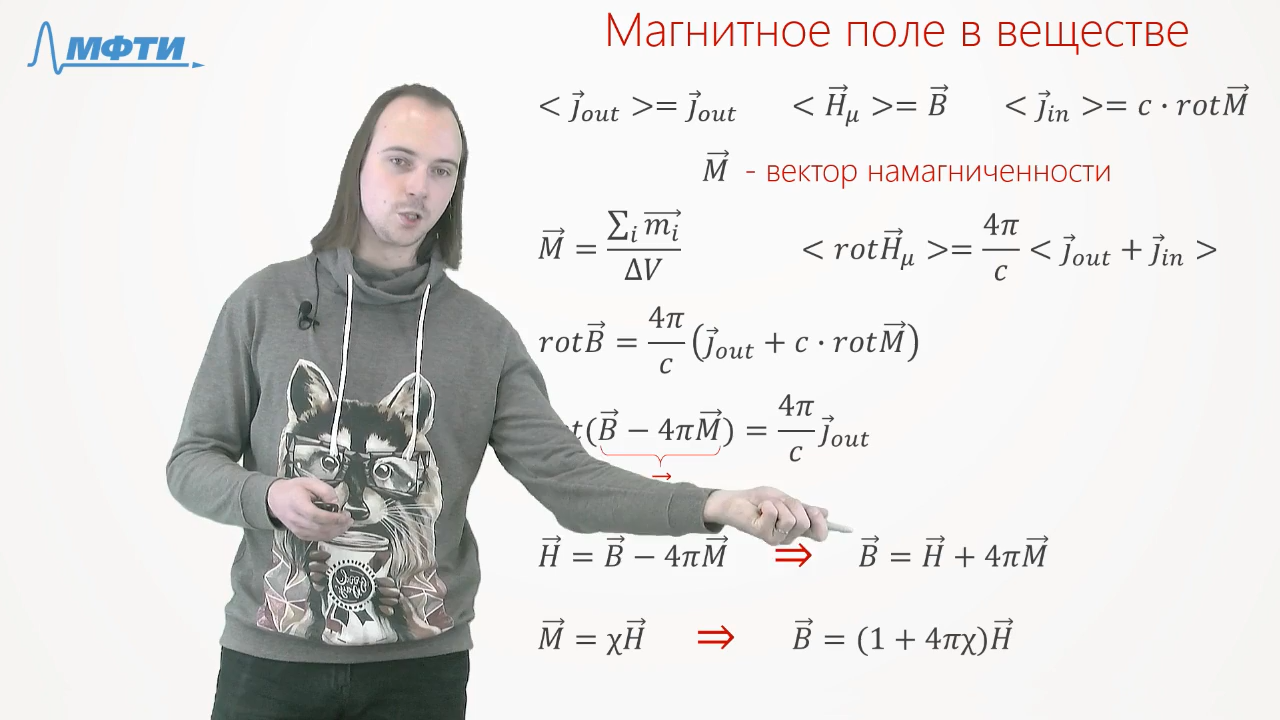 МФТИ
Магнитное поле в веществе
< j⃗_out >= j⃗_out   < H⃗_μ >= B⃗   < j⃗_in >= c · rotM⃗
M⃗ - вектор намагниченности
M⃗ = ∑_i m⃗_i / ΔV   < rotH⃗_μ >= 4π/c < j⃗_out + j⃗_in >
rotB⃗ = 4π/c (j⃗_out + c · rotM⃗)
t(B⃗ − 4πM⃗) = 4π/c j⃗_out
H⃗ = B⃗ − 4πM⃗ ⇒ B⃗ = H⃗ + 4πM⃗
M⃗ = χH⃗ ⇒ B⃗ = (1 + 4πχ)H⃗